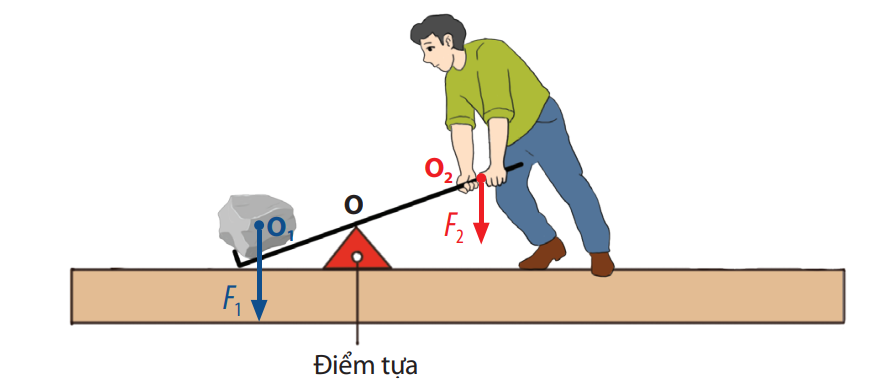 O₂
O
O₁
F₂
F₁
Điểm tựa